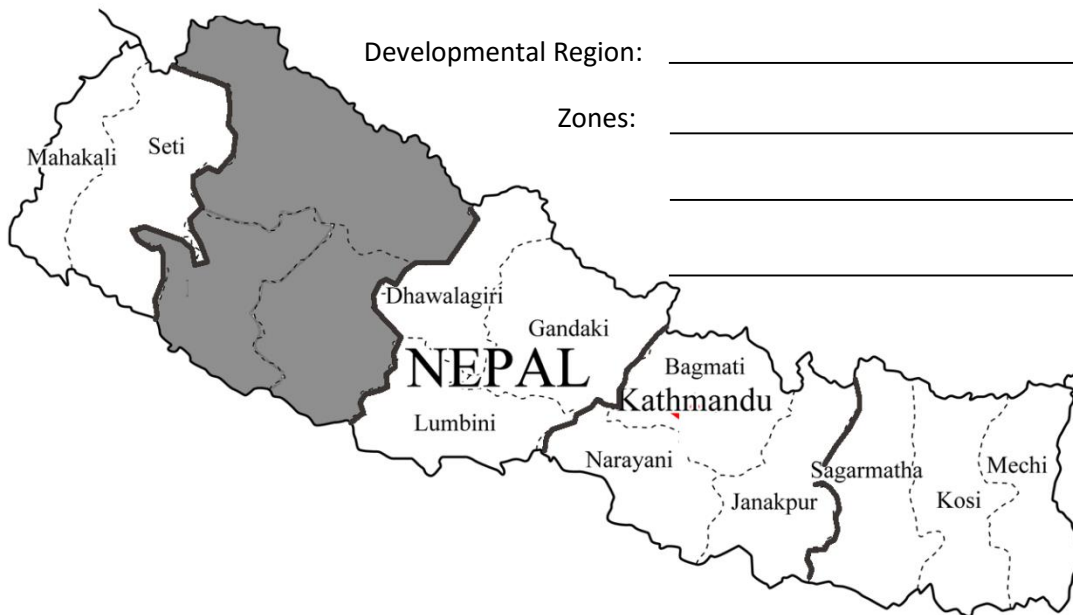 Developmental Region:
Zones:
Mahakali
Seti
Dhawalagiri
Gandaki
NEPAL
Bagmati
Kathmandu
Lumbini
Narayani
Janakpur
Sagarmatha
Kosi
Mechi